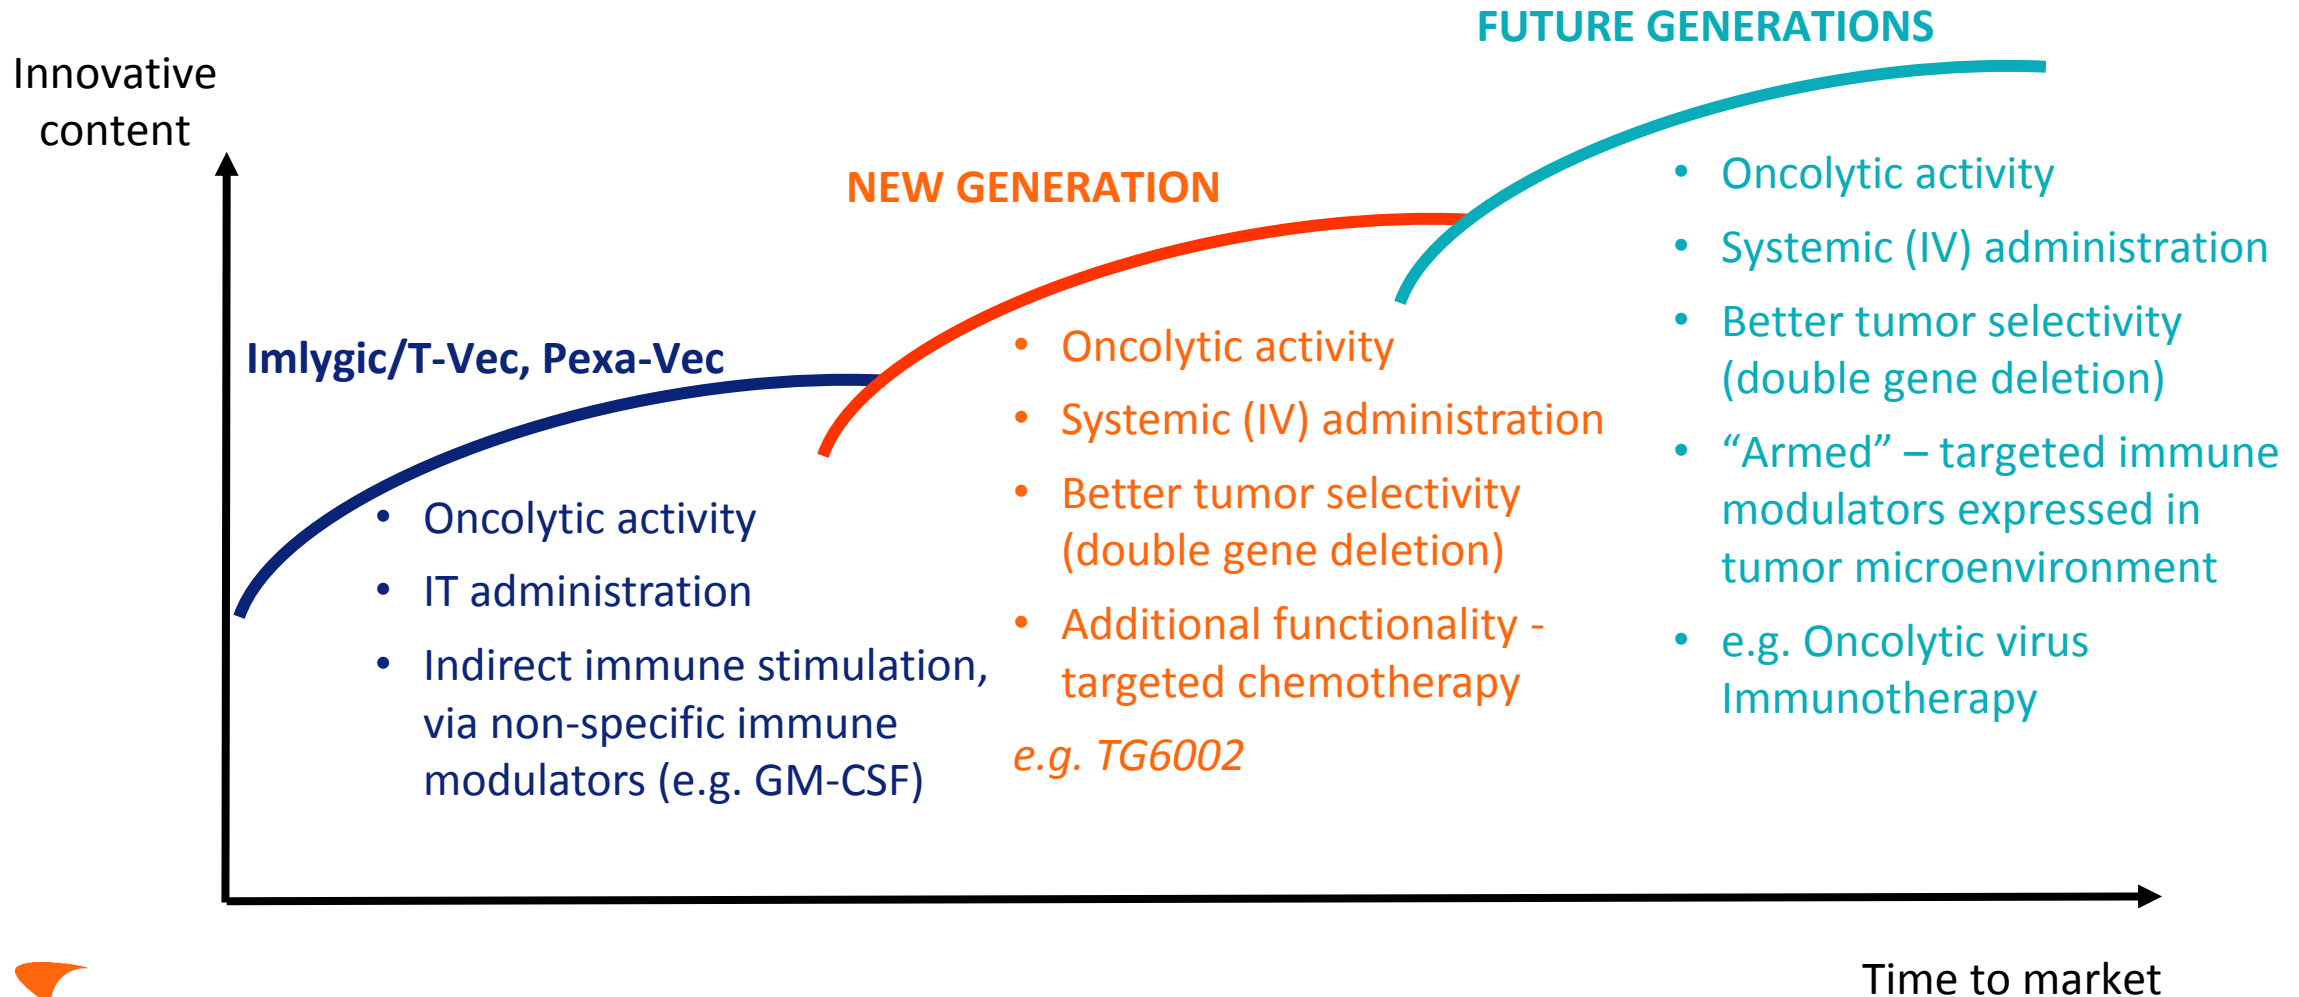 FUTURE GENERATIONS
Innovative
content
NEW GENERATION
Imlygic/T-Vec, Pexa-Vec
• Oncolytic activity
• IT administration
• Indirect immune stimulation,
via non-specific immune
modulators (e.g. GM-CSF)
• Oncolytic activity
• Systemic (IV) administration
• Better tumor selectivity
(double gene deletion)
• Additional functionality -
targeted chemotherapy
e.g. TG6002
• Oncolytic activity
• Systemic (IV) administration
• Better tumor selectivity
(double gene deletion)
• “Armed” – targeted immune
modulators expressed in
tumor microenvironment
• e.g. Oncolytic virus
Immunotherapy
Time to market